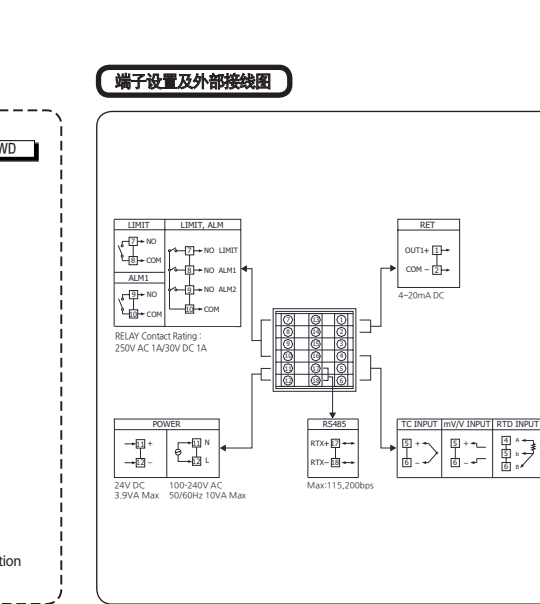 端子设置及外部接线图
WD
LIMIT
7 NO
8 COM
ALM1
9 NO
10 COM
LIMIT, ALM
7 NO LIMIT
8 NO ALM1
9 NO ALM2
10 COM
RELAY Contact Rating :
250V AC 1A/30V DC 1A
RET
OUT1+ 1
COM − 2
4~20mA DC
7 13 1
8 14 2
9 15 3
10 16 4
11 17 5
12 18 6
POWER
11 +
12 −
11 N
12 L
24V DC
3.9VA Max
100-240V AC
50/60Hz 10VA Max
RS485
RTX+ 17
RTX− 18
Max:115,200bps
TC INPUT
5 +
6 −
mV/V INPUT
5 +
6 −
RTD INPUT
4 A
5 b
6 B
tion